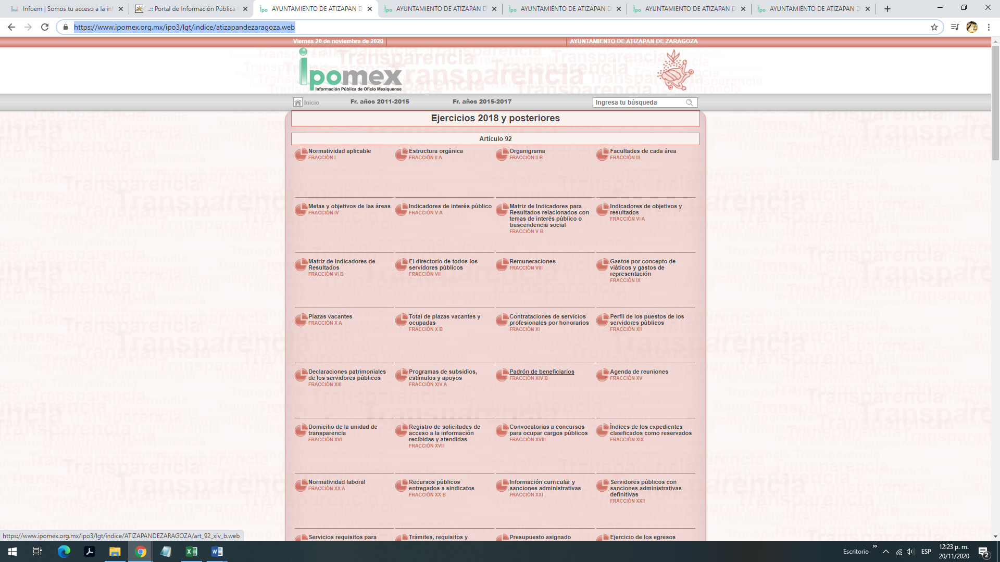 Infoem | Somos tu acceso a la inf
..:: Portal de Información Pública
AYUNTAMIENTO DE ATIZAPAN D
AYUNTAMIENTO DE ATIZAPAN D
AYUNTAMIENTO DE ATIZAPAN D
AYUNTAMIENTO DE ATIZAPAN D
AYUNTAMIENTO DE ATIZAPAN D
https://www.ipomex.org.mx/ipo3/lgt/indice/atizapandezaragoza.web
Viernes 20 de noviembre de 2020
AYUNTAMIENTO DE ATIZAPAN DE ZARAGOZA
ipomex
Información Pública de Oficio Mexiquense
Transparencia
Inicio
Fr. años 2011-2015
Fr. años 2015-2017
Ingresa tu búsqueda
Ejercicios 2018 y posteriores
Artículo 92
Normatividad aplicable
FRACCIÓN I
Estructura orgánica
FRACCIÓN II A
Organigrama
FRACCIÓN II B
Facultades de cada área
FRACCIÓN III
Metas y objetivos de las áreas
FRACCIÓN IV
Indicadores de interés público
FRACCIÓN V A
Matriz de Indicadores para
Resultados relacionados con
temas de interés público o
trascendencia social
FRACCIÓN V B
Indicadores de objetivos y
resultados
FRACCIÓN VI A
Matriz de Indicadores de
Resultados
FRACCIÓN VI B
El directorio de todos los
servidores públicos
FRACCIÓN VII
Remuneraciones
FRACCIÓN VIII
Gastos por concepto de
viáticos y gastos de
representación
FRACCIÓN IX
Plazas vacantes
FRACCIÓN X A
Total de plazas vacantes y
ocupadas
FRACCIÓN X B
Contrataciones de servicios
profesionales por honorarios
FRACCIÓN XI
Perfil de los puestos de los
servidores públicos
FRACCIÓN XII
Declaraciones patrimoniales
de los servidores públicos
FRACCIÓN XIII
Programas de subsidios,
estímulos y apoyos
FRACCIÓN XIV A
Padrón de beneficiarios
FRACCIÓN XIV B
Agenda de reuniones
FRACCIÓN XV
Domicilio de la unidad de
transparencia
FRACCIÓN XVI
Registro de solicitudes de
acceso a la información
recibidas y atendidas
FRACCIÓN XVII
Convocatorias a concursos
para ocupar cargos públicos
FRACCIÓN XVIII
Índices de los expedientes
clasificados como reservados
FRACCIÓN XIX
Normatividad laboral
FRACCIÓN XX A
Recursos públicos
entregados a sindicatos
FRACCIÓN XX B
Información curricular y
sanciones administrativas
FRACCIÓN XXI
Servidores públicos con
sanciones administrativas
definitivas
FRACCIÓN XXII
Servicios requisitos para
Trámites, requisitos y
Presupuesto asignado
Ejercicio de los egresos
https://www.ipomex.org.mx/ipo3/lgt/indice/ATIZAPANDEZARAGOZA/art_92_xiv_b.web
Escritorio
ESP
12:23 p. m.
20/11/2020
2